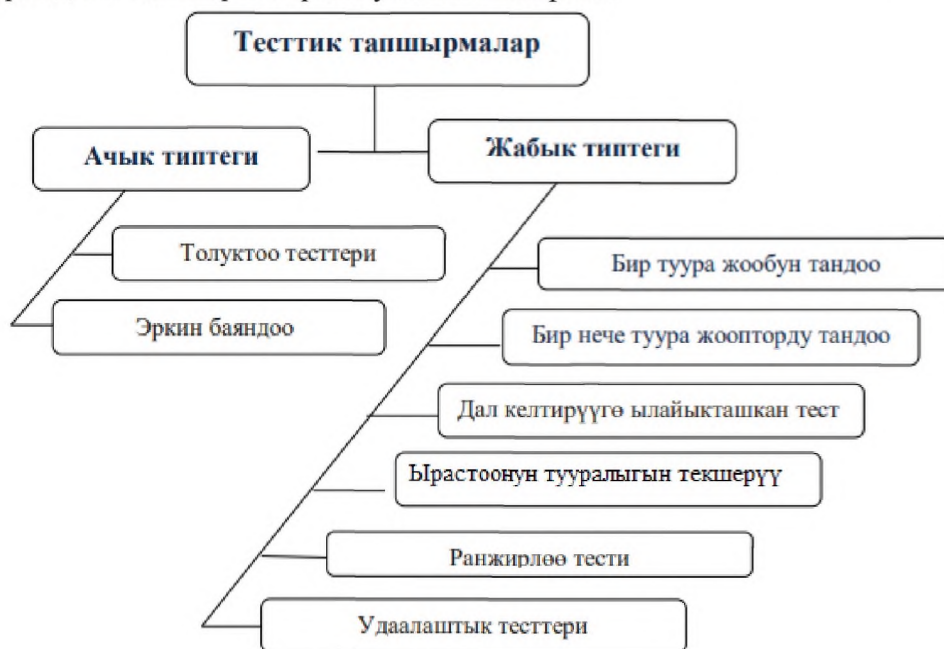 Тесттик тапшырмалар
Ачык типтеги
Жабык типтеги
Толуктоо тесттери
Эркин баяндоо
Бир туура жообун тандоо
Бир нече туура жоопторду тандоо
Дал келтирүүгө ылайыкташкан тест
Ырастоонун тууралыгын текшерүү
Ранжирлөө тести
Удаалаштык тесттери